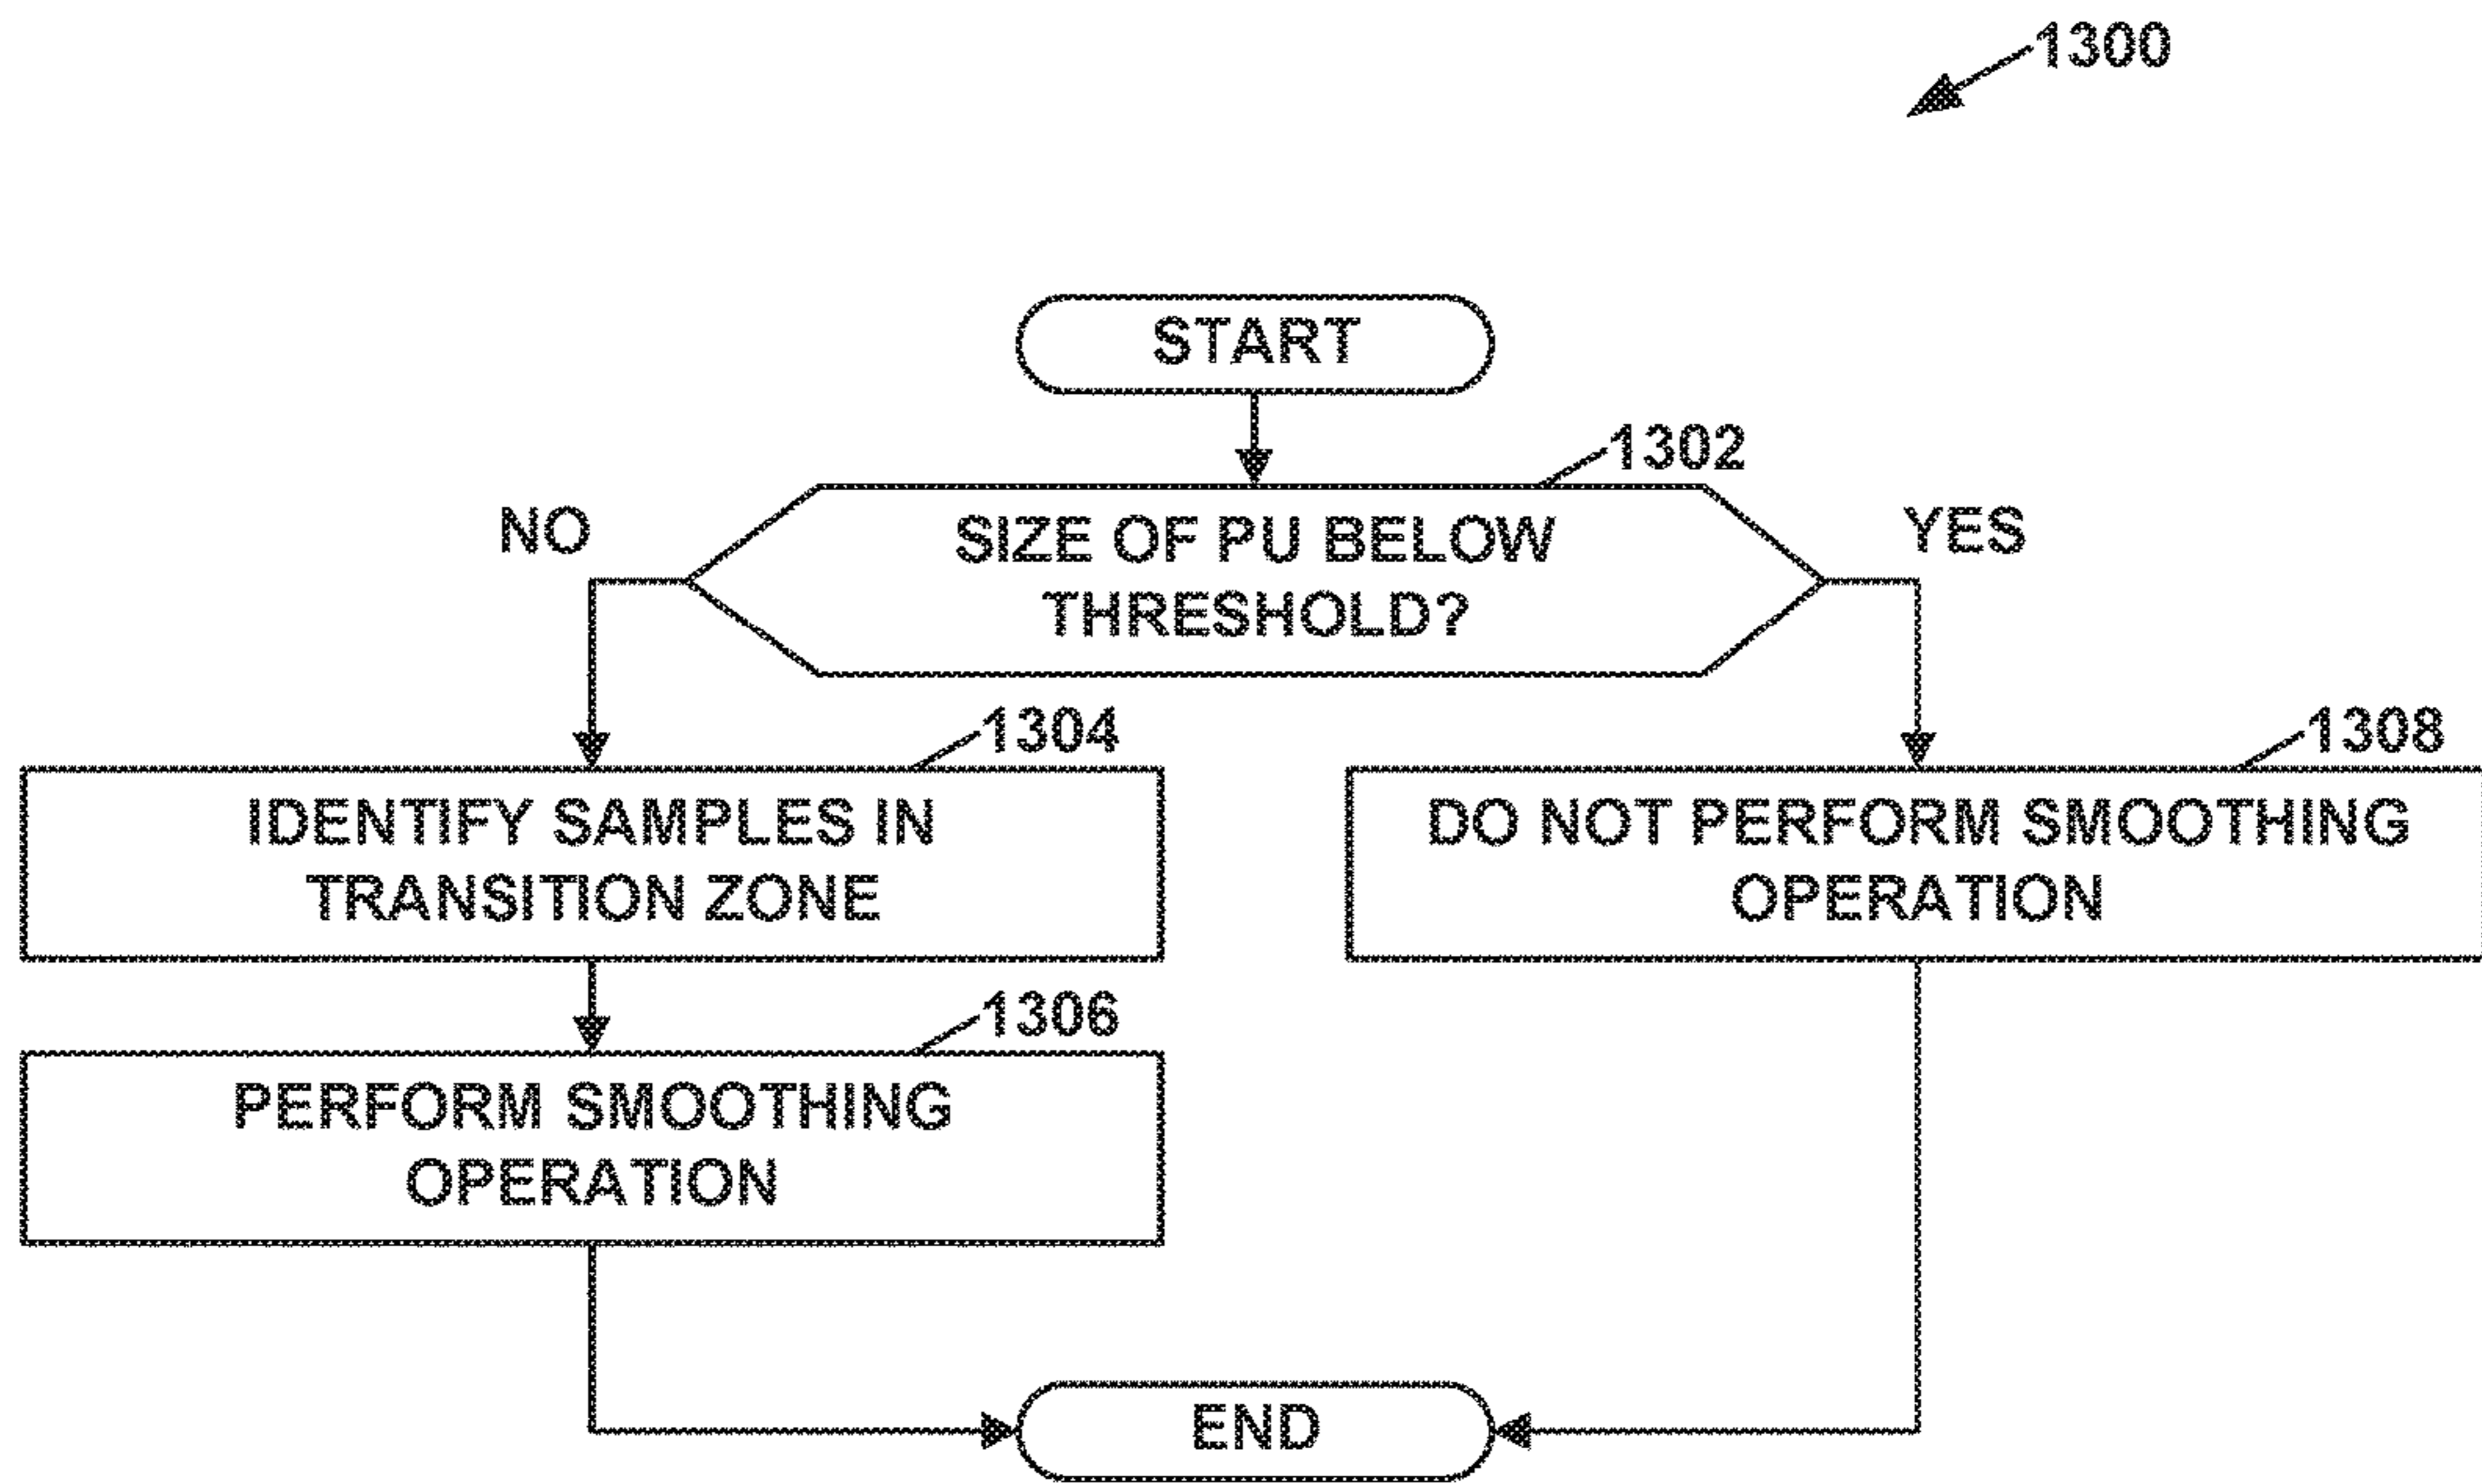 1300
START
1302
NO
SIZE OF PU BELOW
THRESHOLD?
YES
1304
IDENTIFY SAMPLES IN
TRANSITION ZONE
1308
DO NOT PERFORM SMOOTHING
OPERATION
1306
PERFORM SMOOTHING
OPERATION
END